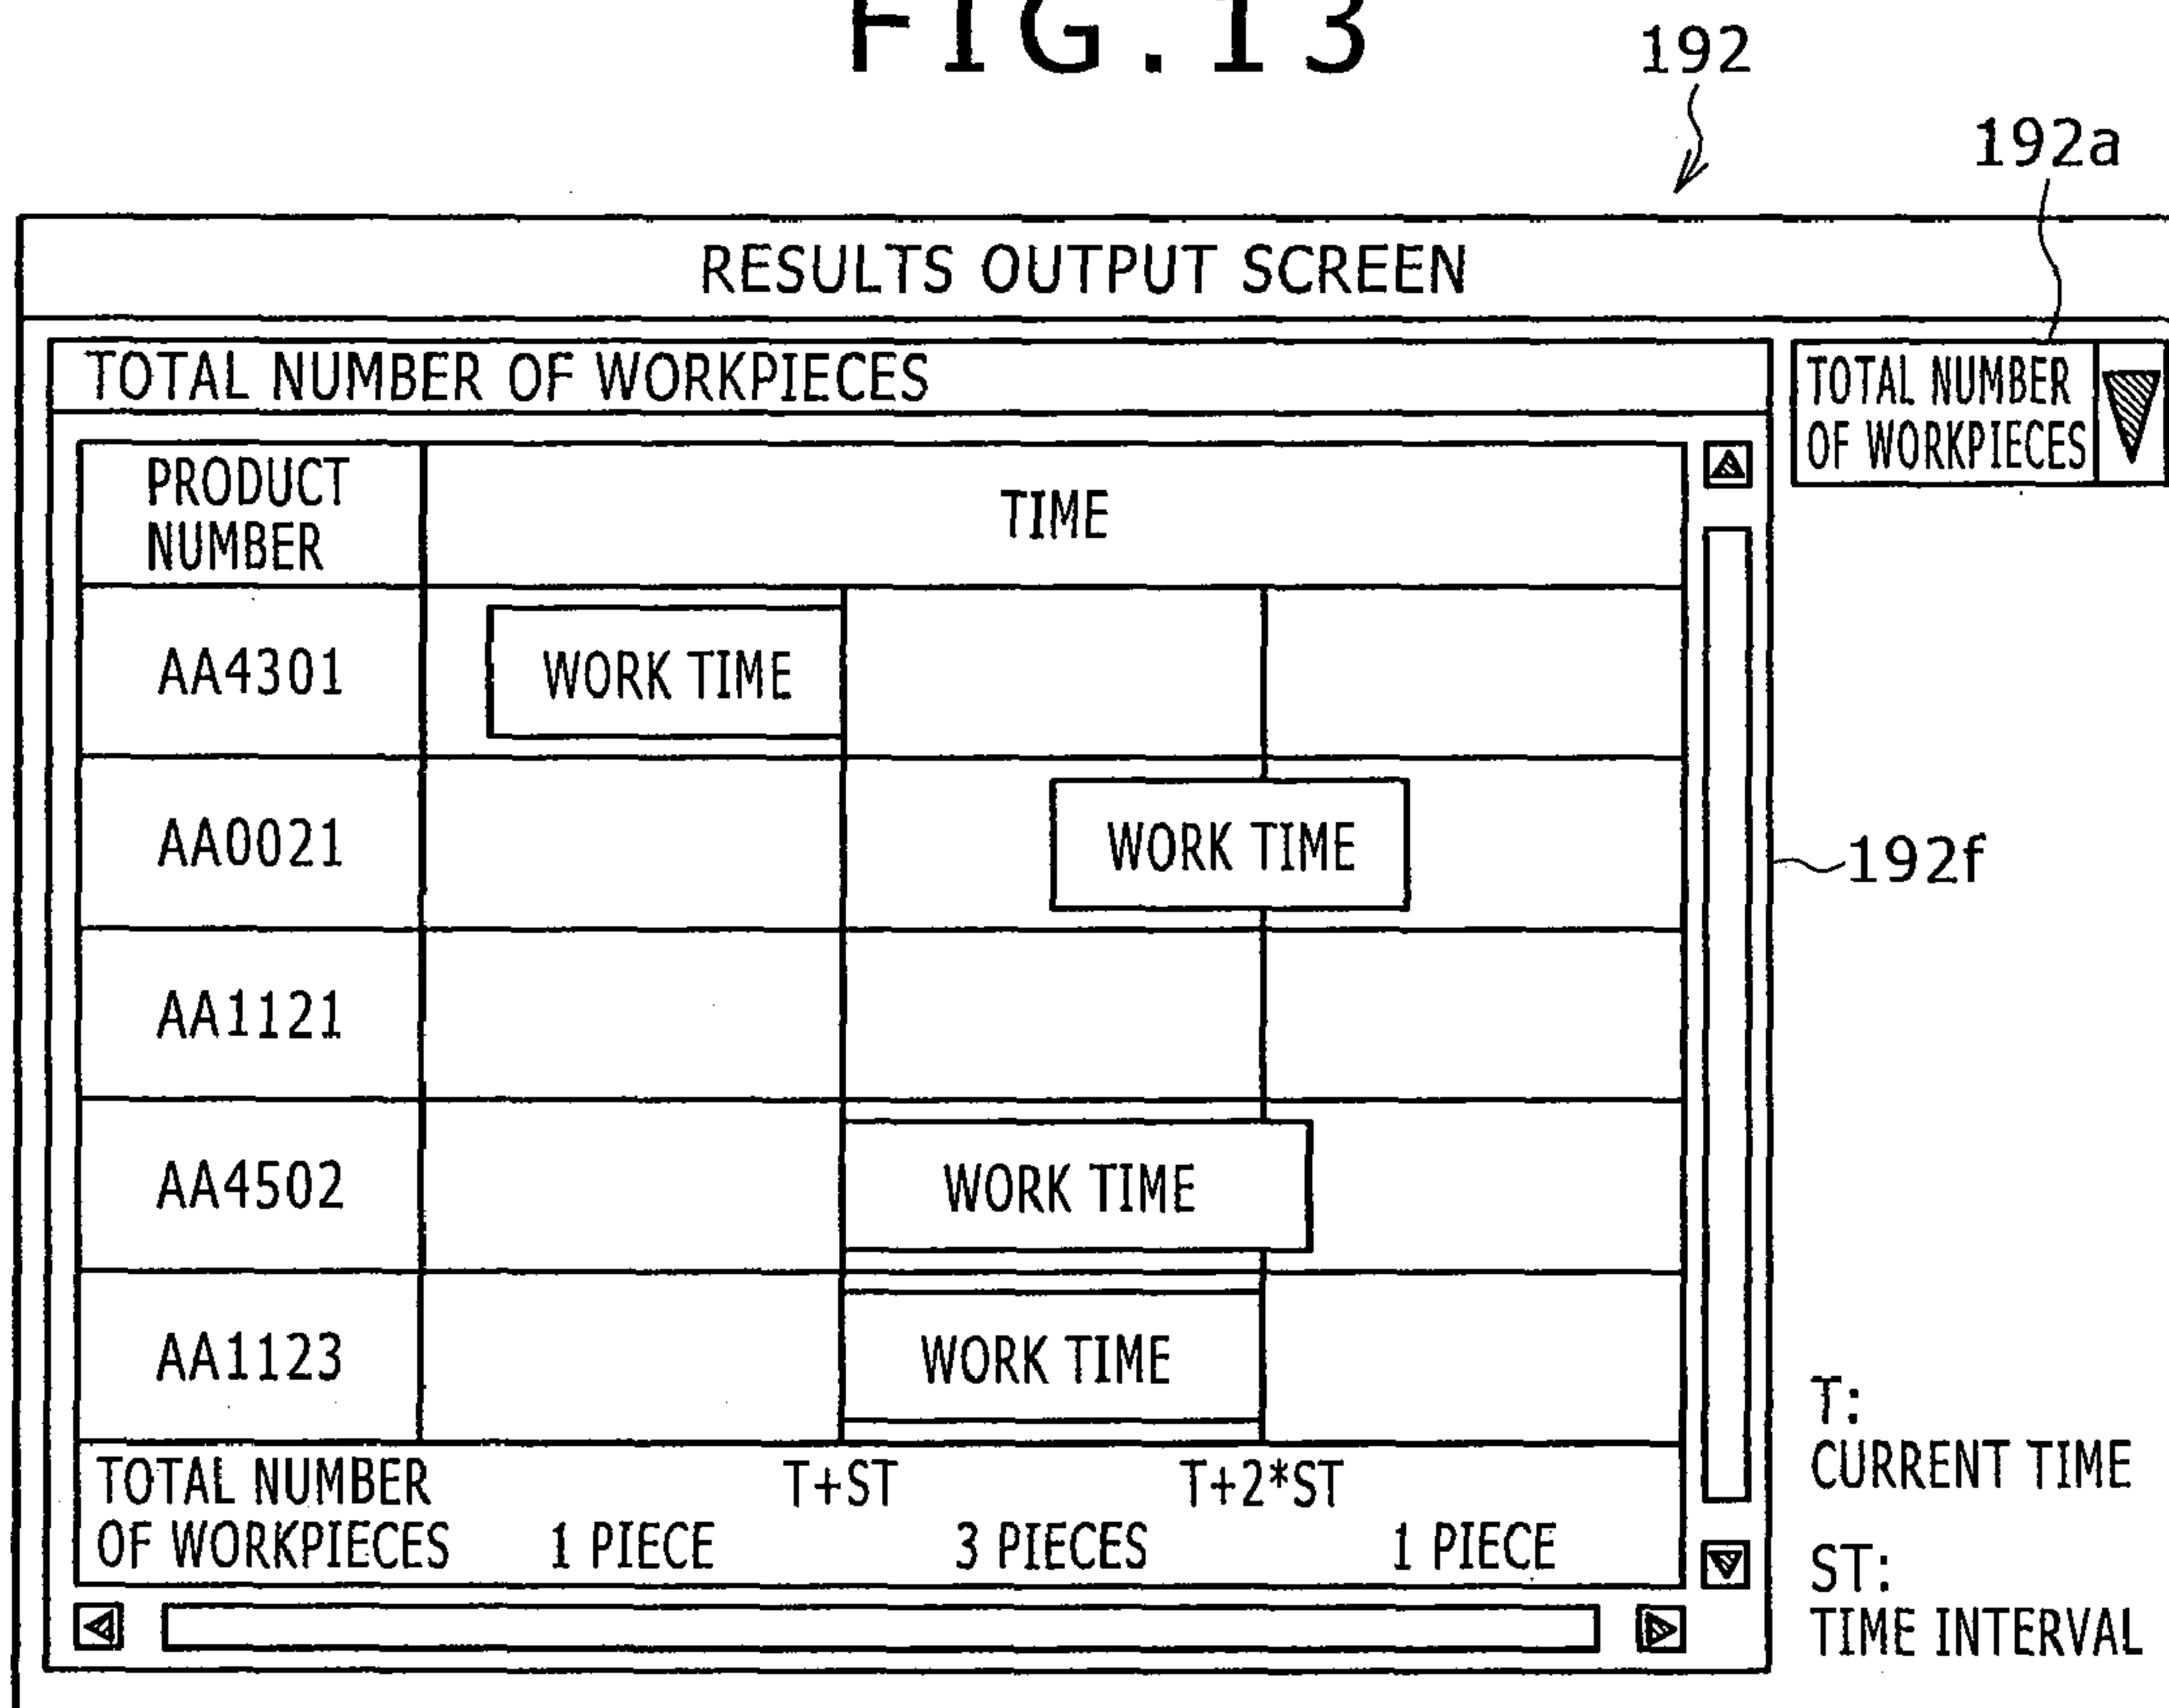 FIG.13
192
192a
RESULTS OUTPUT SCREEN
TOTAL NUMBER OF WORKPIECES
TOTAL NUMBER
OF WORKPIECES
PRODUCT
NUMBER
TIME
AA4301
WORK TIME
AA0021
WORK TIME
192f
AA1121
AA4502
WORK TIME
AA1123
WORK TIME
TOTAL NUMBER
OF WORKPIECES
T+ST
T+2*ST
1 PIECE
3 PIECES
1 PIECE
T:
CURRENT TIME
ST:
TIME INTERVAL